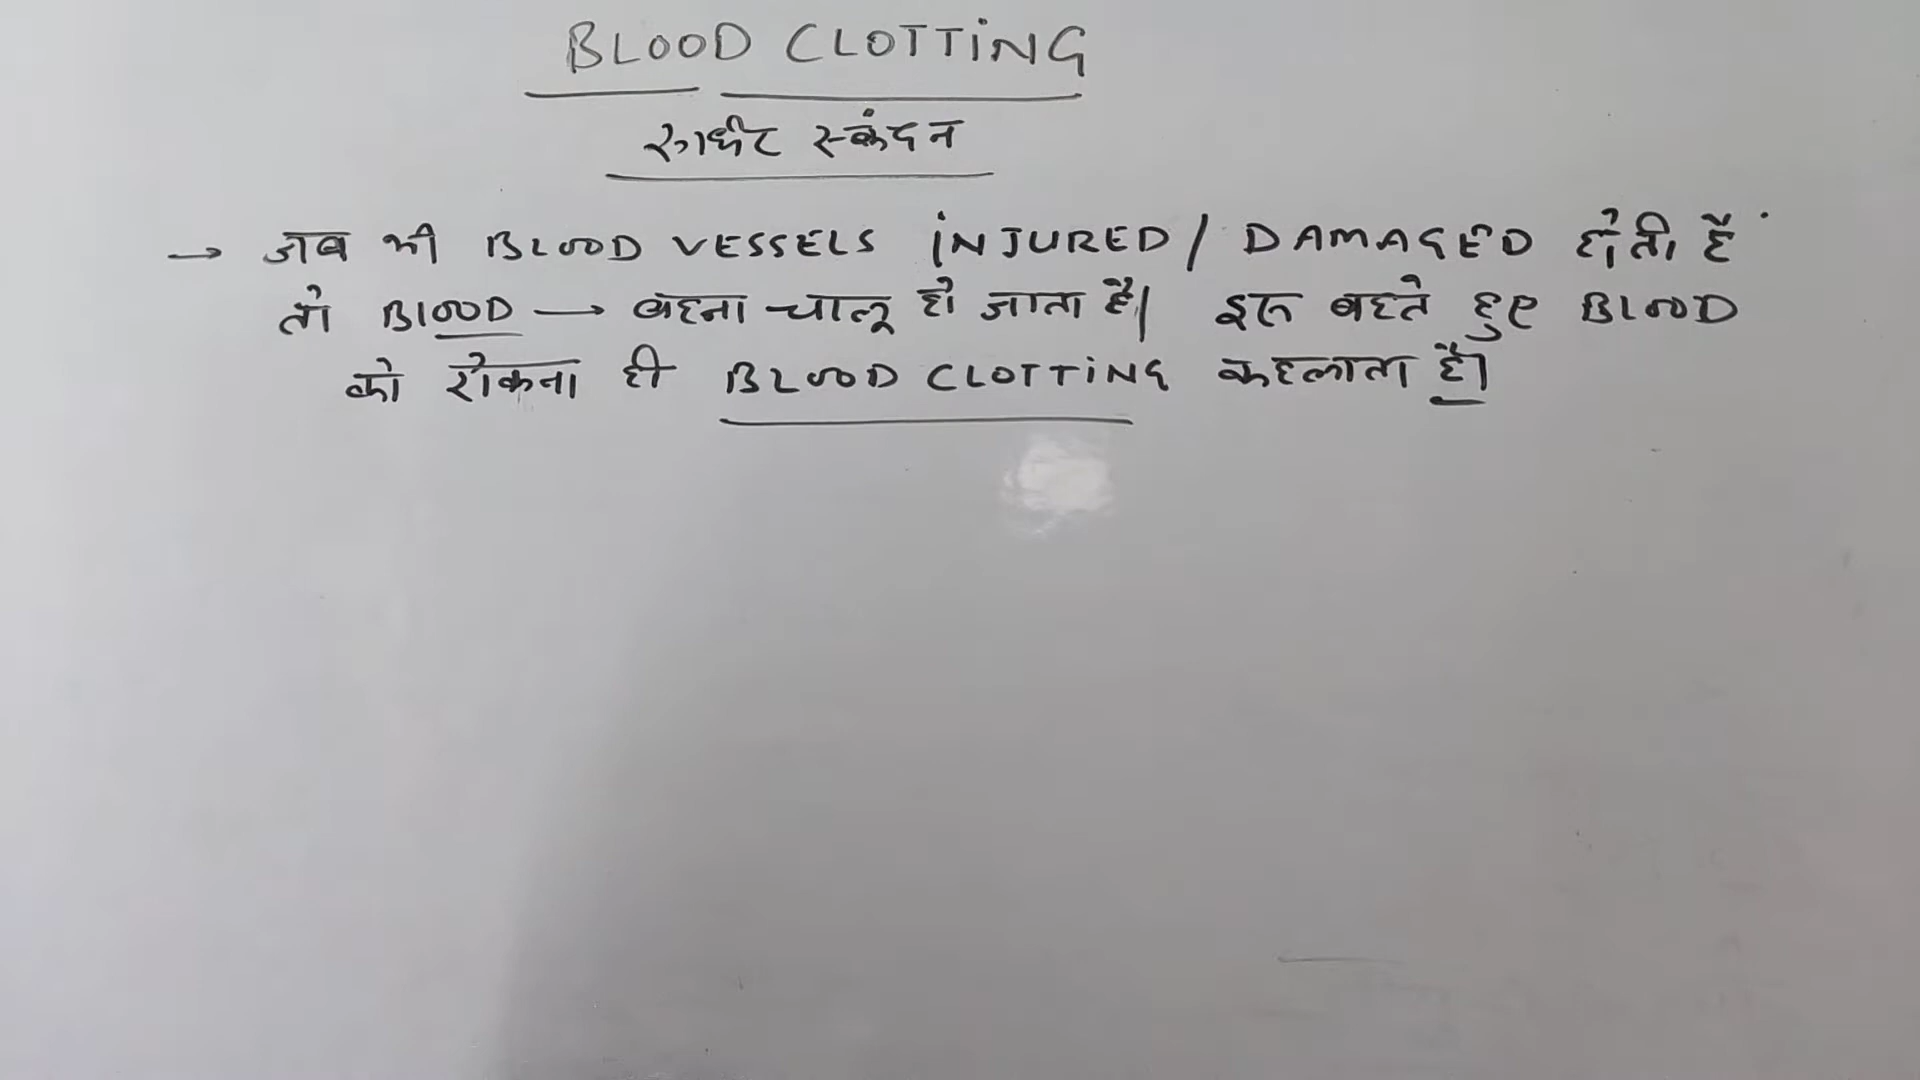 BLOOD CLOTTING
रुधिर स्कंदन
→ जब भी BLOOD VESSELS INJURED / DAMAGED होती है
तो BLOOD → बहना चालू हो जाता है। इस बहते हुए BLOOD
को रोकना ही BLOOD CLOTTING कहलाता है।